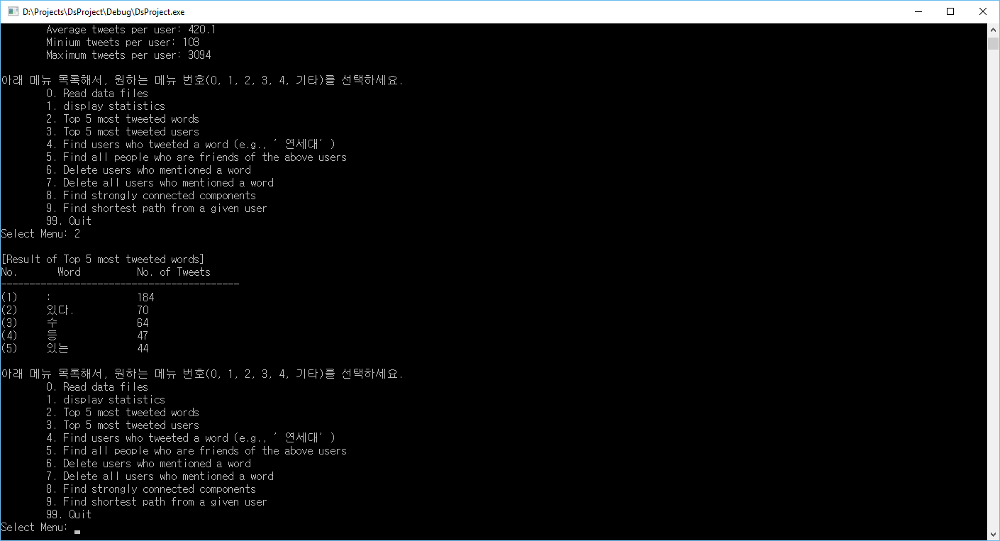 D:\Projects\DsProject\Debug\DsProject.exe
Average tweets per user: 420.1
Minium tweets per user: 103
Maximum tweets per user: 3094
아래 메뉴 목록해서, 원하는 메뉴 번호(0, 1, 2, 3, 4, 기타)를 선택하세요.
0. Read data files
1. display statistics
2. Top 5 most tweeted words
3. Top 5 most tweeted users
4. Find users who tweeted a word (e.g., ’연세대’)
5. Find all people who are friends of the above users
6. Delete users who mentioned a word
7. Delete all users who mentioned a word
8. Find strongly connected components
9. Find shortest path from a given user
99. Quit
Select Menu: 2
[Result of Top 5 most tweeted words]
No. Word No. of Tweets
------------------------------------------
(1) : 184
(2) 있다. 70
(3) 수 64
(4) 등 47
(5) 있는 44
아래 메뉴 목록해서, 원하는 메뉴 번호(0, 1, 2, 3, 4, 기타)를 선택하세요.
0. Read data files
1. display statistics
2. Top 5 most tweeted words
3. Top 5 most tweeted users
4. Find users who tweeted a word (e.g., ’연세대’)
5. Find all people who are friends of the above users
6. Delete users who mentioned a word
7. Delete all users who mentioned a word
8. Find strongly connected components
9. Find shortest path from a given user
99. Quit
Select Menu: